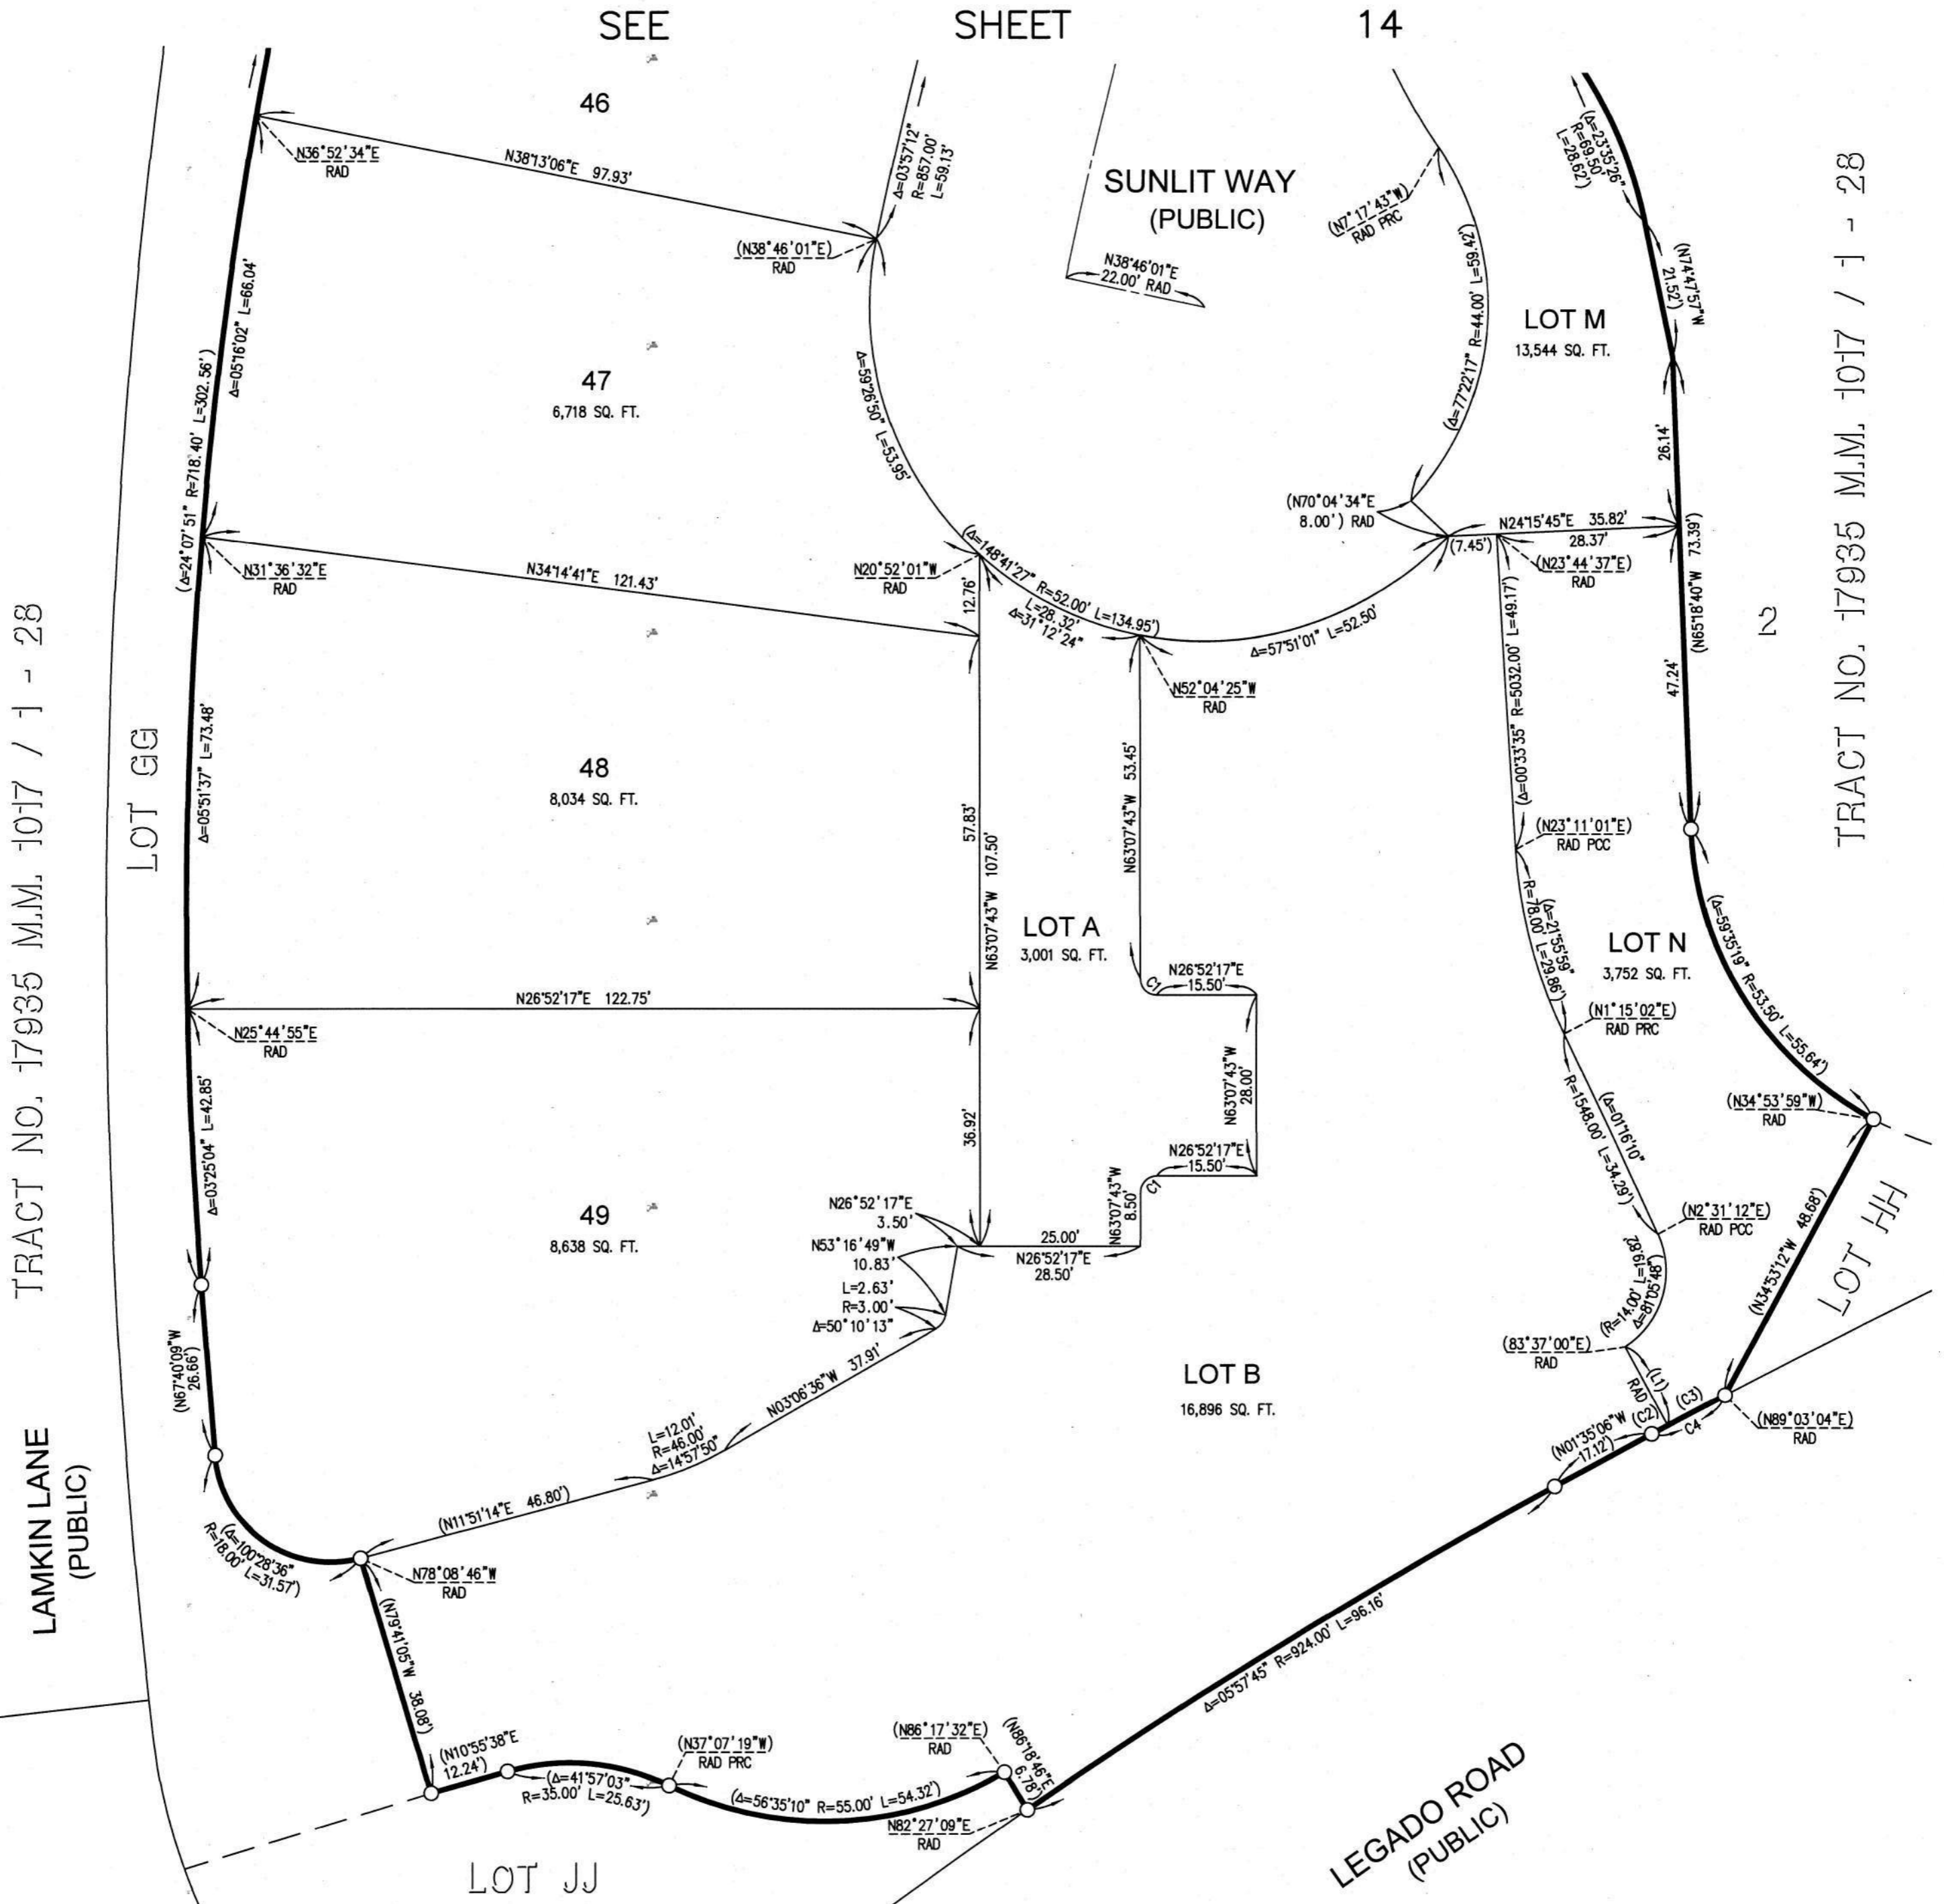 SEE SHEET 14
46
N36°52'34"E
RAD
N38°13'06"E 97.93'
Δ=03°57'12"
R=857.00'
L=59.13'
(N38°46'01"E)
RAD
SUNLIT WAY
(PUBLIC)
N38°46'01"E
22.00' RAD
(N7°17'43"W)
RAD PRC
(Δ=77°22'17" R=44.00' L=59.42')
(Δ=23°35'26"
R=69.50'
L=28.62')
(N74°47'57"W
21.52')
LOT M
13,544 SQ. FT.
26.14'
(N65°18'40"W 73.39')
47.24'
TRACT NO. 17935 M.M. 1017 / 1 - 28
2
Δ=05°16'02" L=66.04'
(Δ=24°07'51" R=718.40' L=302.56')
47
6,718 SQ. FT.
Δ=59°26'50" L=53.95'
(Δ=148°41'27" R=52.00' L=134.95')
L=28.32'
Δ=31°12'24"
Δ=57°51'01" L=52.50'
(N70°04'34"E
8.00') RAD
N24°15'45"E 35.82'
(7.45')
28.37'
(N23°44'37"E)
RAD
N31°36'32"E
RAD
N34°14'41"E 121.43'
N20°52'01"W
RAD
12.76'
N52°04'25"W
RAD
(Δ=00°33'35" R=5032.00' L=49.17')
TRACT NO. 17935 M.M. 1017 / 1 - 28
LOT GG
Δ=05°51'37" L=73.48'
48
8,034 SQ. FT.
57.83'
N63°07'43"W 107.50'
N63°07'43"W 53.45'
(N23°11'01"E)
RAD PCC
(Δ=21°55'59"
R=78.00' L=29.86')
LOT A
3,001 SQ. FT.
C1
N26°52'17"E
15.50'
LOT N
3,752 SQ. FT.
(Δ=59°35'19" R=53.50' L=55.64')
N26°52'17"E 122.75'
N25°44'55"E
RAD
(N1°15'02"E)
RAD PRC
N63°07'43"W
28.00'
(Δ=01°16'10"
R=1548.00' L=34.29')
(N34°53'59"W)
RAD
Δ=03°25'04" L=42.85'
36.92'
N26°52'17"E
15.50'
C1
N63°07'43"W
8.50'
49
8,638 SQ. FT.
N26°52'17"E
3.50'
N53°16'49"W
10.83'
L=2.63'
R=3.00'
Δ=50°10'13"
25.00'
N26°52'17"E
28.50'
(N2°31'12"E)
RAD PCC
(R=14.00' L=19.82'
Δ=81°05'48")
(N34°53'12"W 48.68')
LOT HH
(N67°40'09"W
26.66')
N03°06'36"W 37.91'
L=12.01'
R=46.00'
Δ=14°57'50"
LOT B
16,896 SQ. FT.
(83°37'00"E)
RAD
(L1)
RAD
(C3)
(C2)
C4
(N01°35'06"W
17.12')
(N89°03'04"E)
RAD
LAMKIN LANE
(PUBLIC)
(N11°51'14"E 46.80')
(Δ=100°28'36"
R=18.00' L=31.57')
N78°08'46"W
RAD
(N79°41'05"W 38.08')
Δ=05°57'45" R=924.00' L=96.16'
(N10°55'38"E
12.24')
(Δ=41°57'03"
R=35.00' L=25.63')
(N37°07'19"W)
RAD PRC
(Δ=56°35'10" R=55.00' L=54.32')
(N86°17'32"E)
RAD
(N86°18'46"E
6.78')
N82°27'09"E
RAD
LEGADO ROAD
(PUBLIC)
LOT JJ